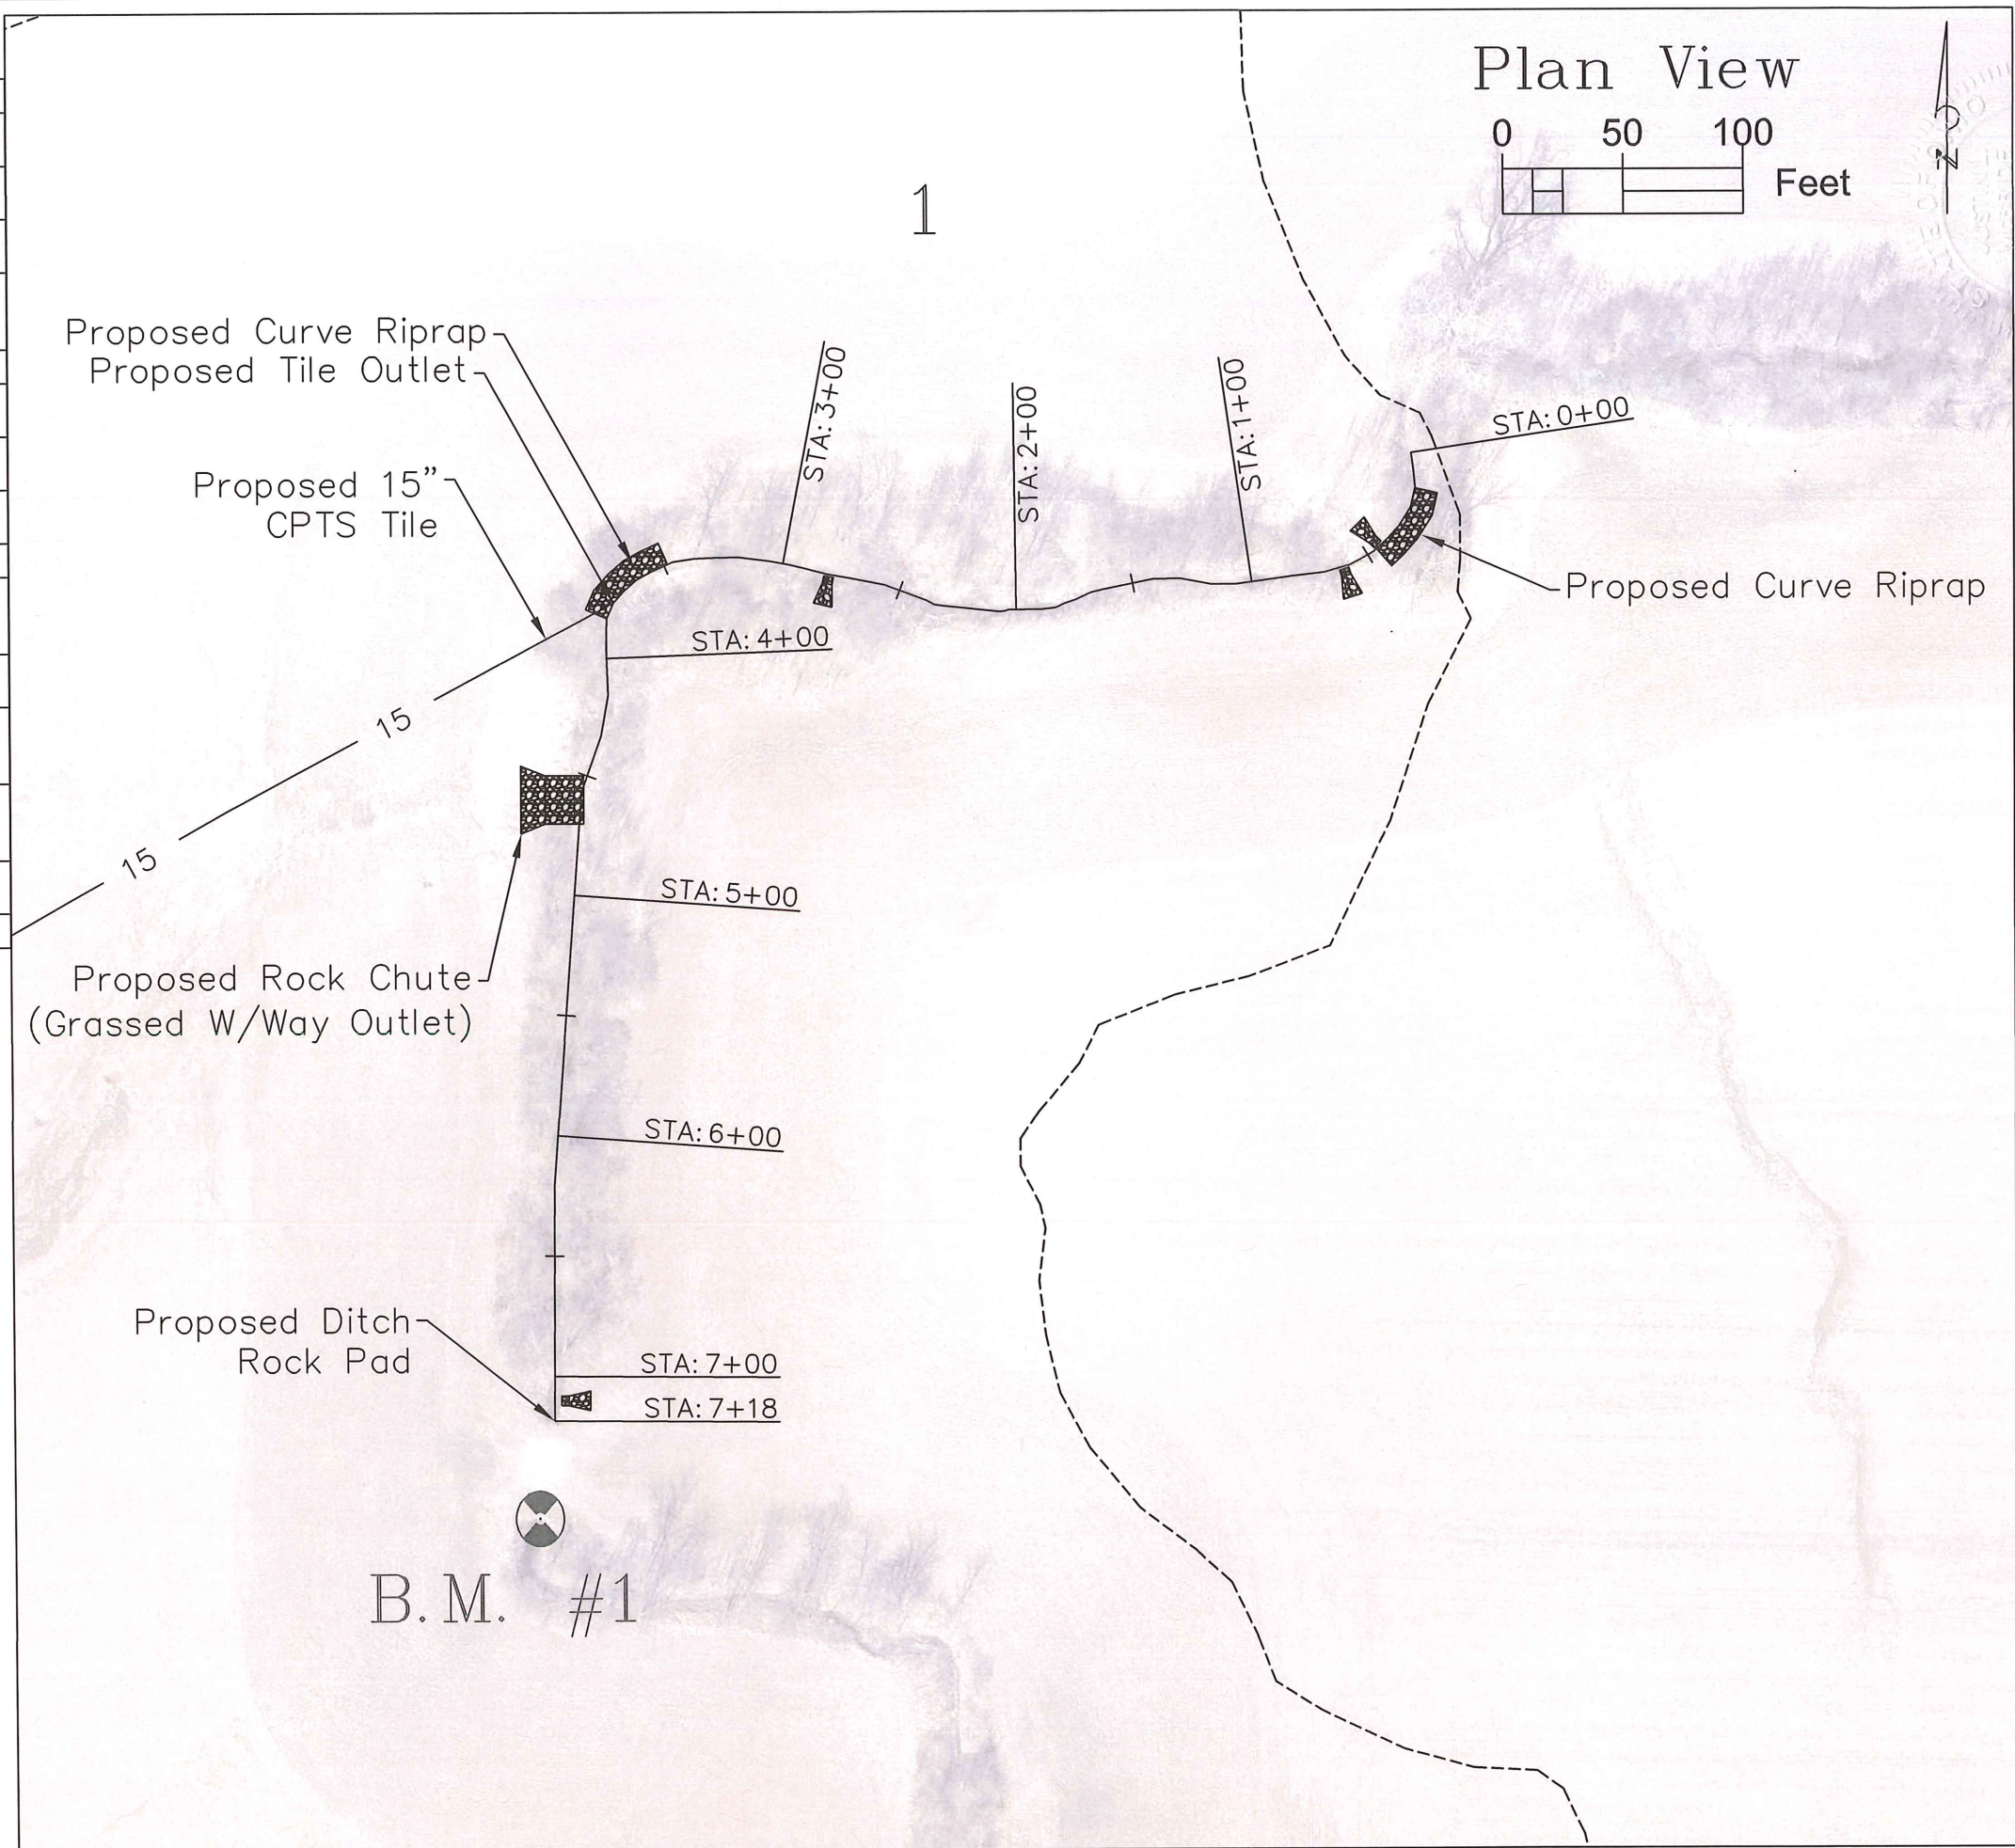 Plan View
0 50 100
Feet
N
1
Proposed Curve Riprap
Proposed Tile Outlet
Proposed 15”
CPTS Tile
STA: 3+00
STA: 2+00
STA: 1+00
STA: 0+00
Proposed Curve Riprap
STA: 4+00
15
15
STA: 5+00
Proposed Rock Chute
(Grassed W/Way Outlet)
STA: 6+00
Proposed Ditch
Rock Pad
STA: 7+00
STA: 7+18
B.M. #1